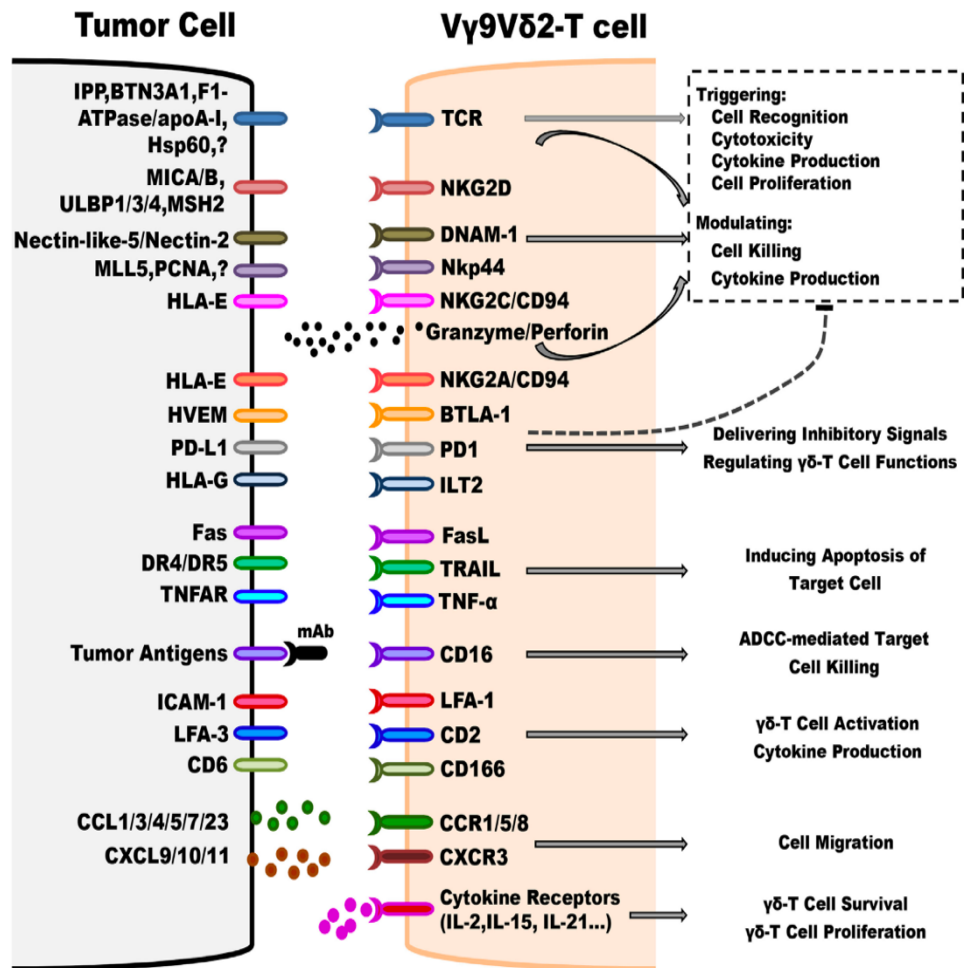 Tumor Cell
Vγ9Vδ2-T cell
IPP,BTN3A1,F1-
ATPase/apoA-I,
Hsp60,?
TCR
Triggering:
Cell Recognition
Cytotoxicity
Cytokine Production
Cell Proliferation
MICA/B,
ULBP1/3/4,MSH2
NKG2D
Nectin-like-5/Nectin-2
DNAM-1
Modulating:
Cell Killing
Cytokine Production
MLL5,PCNA,?
Nkp44
HLA-E
NKG2C/CD94
Granzyme/Perforin
HLA-E
NKG2A/CD94
HVEM
BTLA-1
PD-L1
PD1
Delivering Inhibitory Signals
Regulating γδ-T Cell Functions
HLA-G
ILT2
Fas
FasL
DR4/DR5
TRAIL
Inducing Apoptosis of
Target Cell
TNFAR
TNF-α
mAb
Tumor Antigens
CD16
ADCC-mediated Target
Cell Killing
ICAM-1
LFA-1
LFA-3
CD2
γδ-T Cell Activation
Cytokine Production
CD6
CD166
CCL1/3/4/5/7/23
CCR1/5/8
Cell Migration
CXCL9/10/11
CXCR3
Cytokine Receptors
(IL-2,IL-15, IL-21...)
γδ-T Cell Survival
γδ-T Cell Proliferation